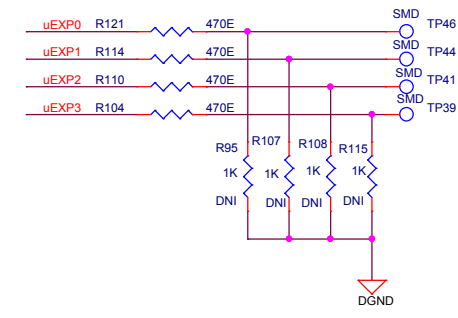 SMD
uEXP0 R121 470E TP46
SMD
uEXP1 R114 470E TP44
uEXP2 R110 470E TP41
SMD
uEXP3 R104 470E TP39
R95 R107 R108 R115
1K 1K 1K 1K
DNI DNI DNI DNI
DGND